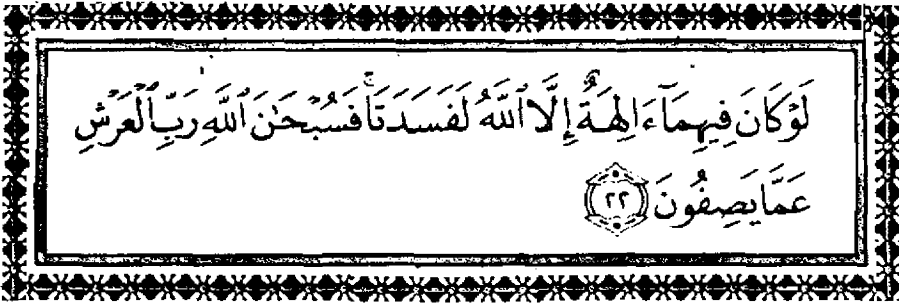 لَوْ كَانَ فِيهِمَآ ءَالِهَةٌ إِلَّا ٱللَّهُ لَفَسَدَتَا ۚ فَسُبْحَٰنَ ٱللَّهِ رَبِّ ٱلْعَرْشِ
عَمَّا يَصِفُونَ ٢٢